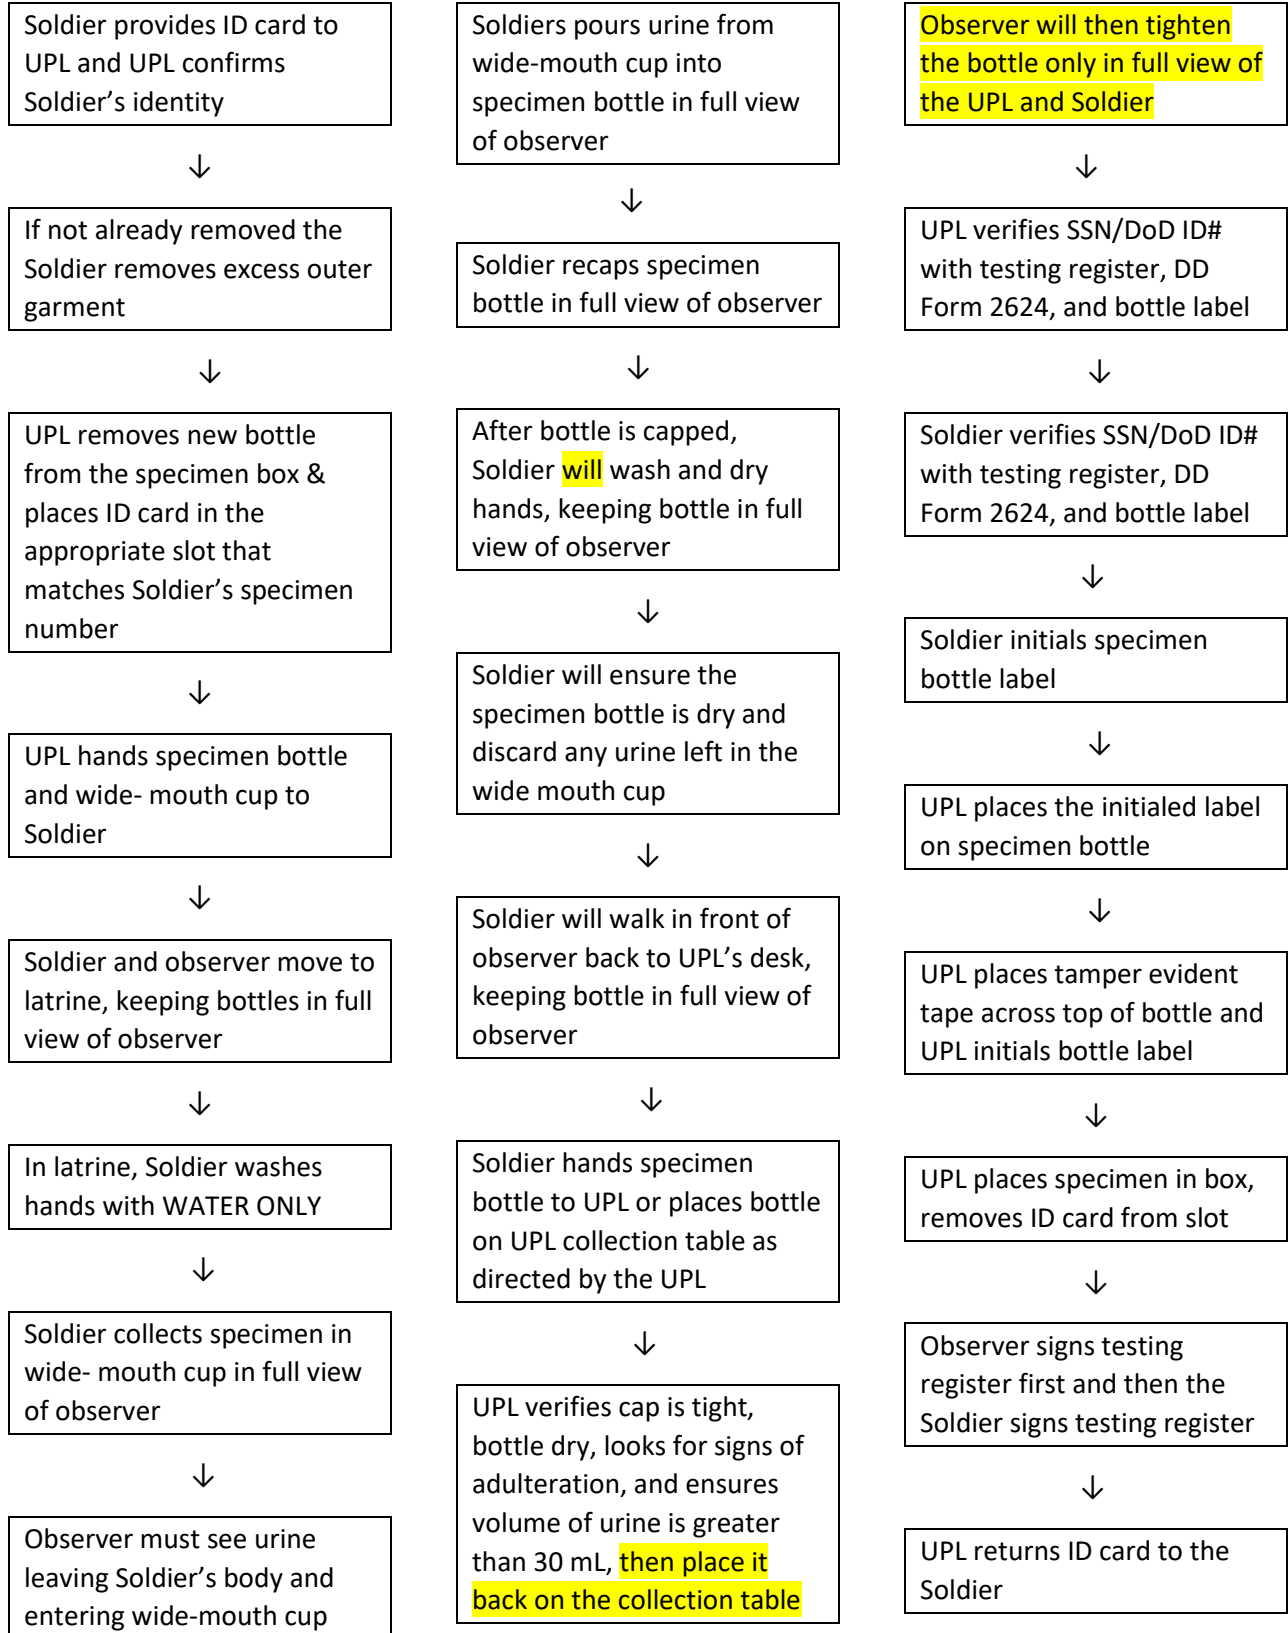 Soldier provides ID card to
UPL and UPL confirms
Soldier’s identity
↓
If not already removed the
Soldier removes excess outer
garment
↓
UPL removes new bottle
from the specimen box &
places ID card in the
appropriate slot that
matches Soldier’s specimen
number
↓
UPL hands specimen bottle
and wide- mouth cup to
Soldier
↓
Soldier and observer move to
latrine, keeping bottles in full
view of observer
↓
In latrine, Soldier washes
hands with WATER ONLY
↓
Soldier collects specimen in
wide- mouth cup in full view
of observer
↓
Observer must see urine
leaving Soldier’s body and
entering wide-mouth cup
Soldiers pours urine from
wide-mouth cup into
specimen bottle in full view
of observer
↓
Soldier recaps specimen
bottle in full view of observer
↓
After bottle is capped,
Soldier will wash and dry
hands, keeping bottle in full
view of observer
↓
Soldier will ensure the
specimen bottle is dry and
discard any urine left in the
wide mouth cup
↓
Soldier will walk in front of
observer back to UPL’s desk,
keeping bottle in full view of
observer
↓
Soldier hands specimen
bottle to UPL or places bottle
on UPL collection table as
directed by the UPL
↓
UPL verifies cap is tight,
bottle dry, looks for signs of
adulteration, and ensures
volume of urine is greater
than 30 mL, then place it
back on the collection table
Observer will then tighten
the bottle only in full view of
the UPL and Soldier
↓
UPL verifies SSN/DoD ID#
with testing register, DD
Form 2624, and bottle label
↓
Soldier verifies SSN/DoD ID#
with testing register, DD
Form 2624, and bottle label
↓
Soldier initials specimen
bottle label
↓
UPL places the initialed label
on specimen bottle
↓
UPL places tamper evident
tape across top of bottle and
UPL initials bottle label
↓
UPL places specimen in box,
removes ID card from slot
↓
Observer signs testing
register first and then the
Soldier signs testing register
↓
UPL returns ID card to the
Soldier